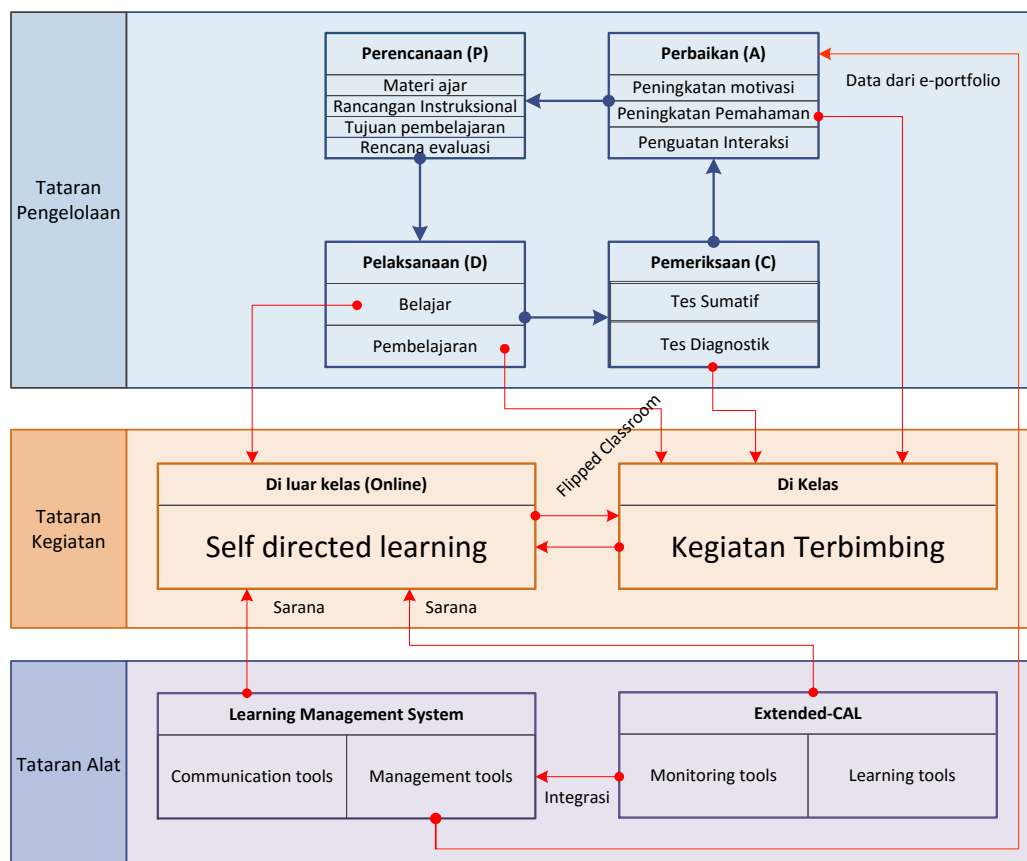 Tataran
Pengelolaan
Perencanaan (P)
Materi ajar
Rancangan Instruksional
Tujuan pembelajaran
Rencana evaluasi
Perbaikan (A)
Peningkatan motivasi
Peningkatan Pemahaman
Penguatan Interaksi
Data dari e-portfolio
Pelaksanaan (D)
Belajar
Pembelajaran
Pemeriksaan (C)
Tes Sumatif
Tes Diagnostik
Tataran
Kegiatan
Di luar kelas (Online)
Self directed learning
Flipped Classroom
Di Kelas
Kegiatan Terbimbing
Sarana
Sarana
Tataran Alat
Learning Management System
Communication tools
Management tools
Integrasi
Extended-CAL
Monitoring tools
Learning tools